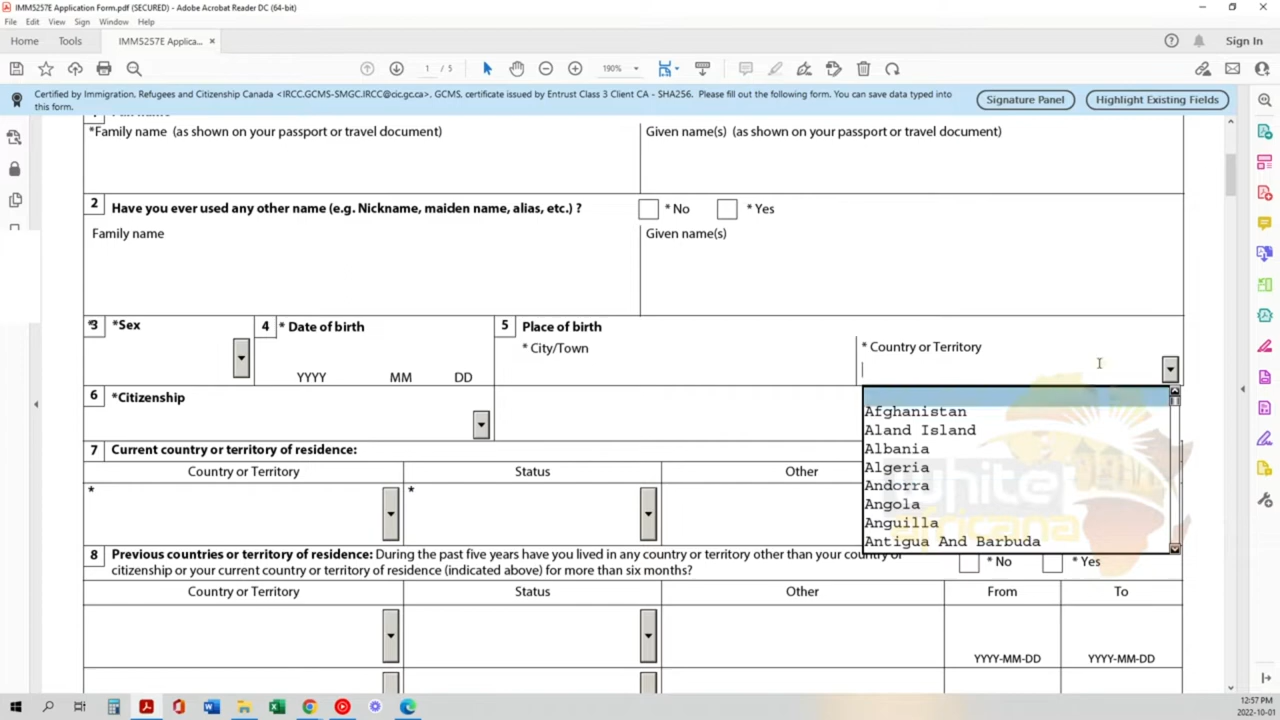 IMM5257E Application Form.pdf (SECURED) - Adobe Acrobat Reader DC (64-bit)
File Edit View Sign Window Help
Home Tools IMM5257E Applica... × Sign In
1 / 5 190%
Certified by Immigration, Refugees and Citizenship Canada <IRCC.GCMS-SMGC.IRCC@cic.gc.ca>, GCMS, certificate issued by Entrust Class 3 Client CA - SHA256. Please fill out the following form. You can save data typed into
this form.
Signature Panel
Highlight Existing Fields
*Family name (as shown on your passport or travel document) Given name(s) (as shown on your passport or travel document)
2 Have you ever used any other name (e.g. Nickname, maiden name, alias, etc.) ? * No * Yes
Family name Given name(s)
*3 *Sex 4 * Date of birth 5 Place of birth
* City/Town * Country or Territory
YYYY MM DD
6 *Citizenship
Afghanistan
Aland Island
Albania
Algeria
Andorra
Angola
Anguilla
Antigua And Barbuda
white
africana
7 Current country or territory of residence:
Country or Territory Status Other
* *
8 Previous countries or territory of residence: During the past five years have you lived in any country or territory other than your country of
citizenship or your current country or territory of residence (indicated above) for more than six months? * No * Yes
Country or Territory Status Other From To
YYYY-MM-DD YYYY-MM-DD
12:57 PM
2022-10-01